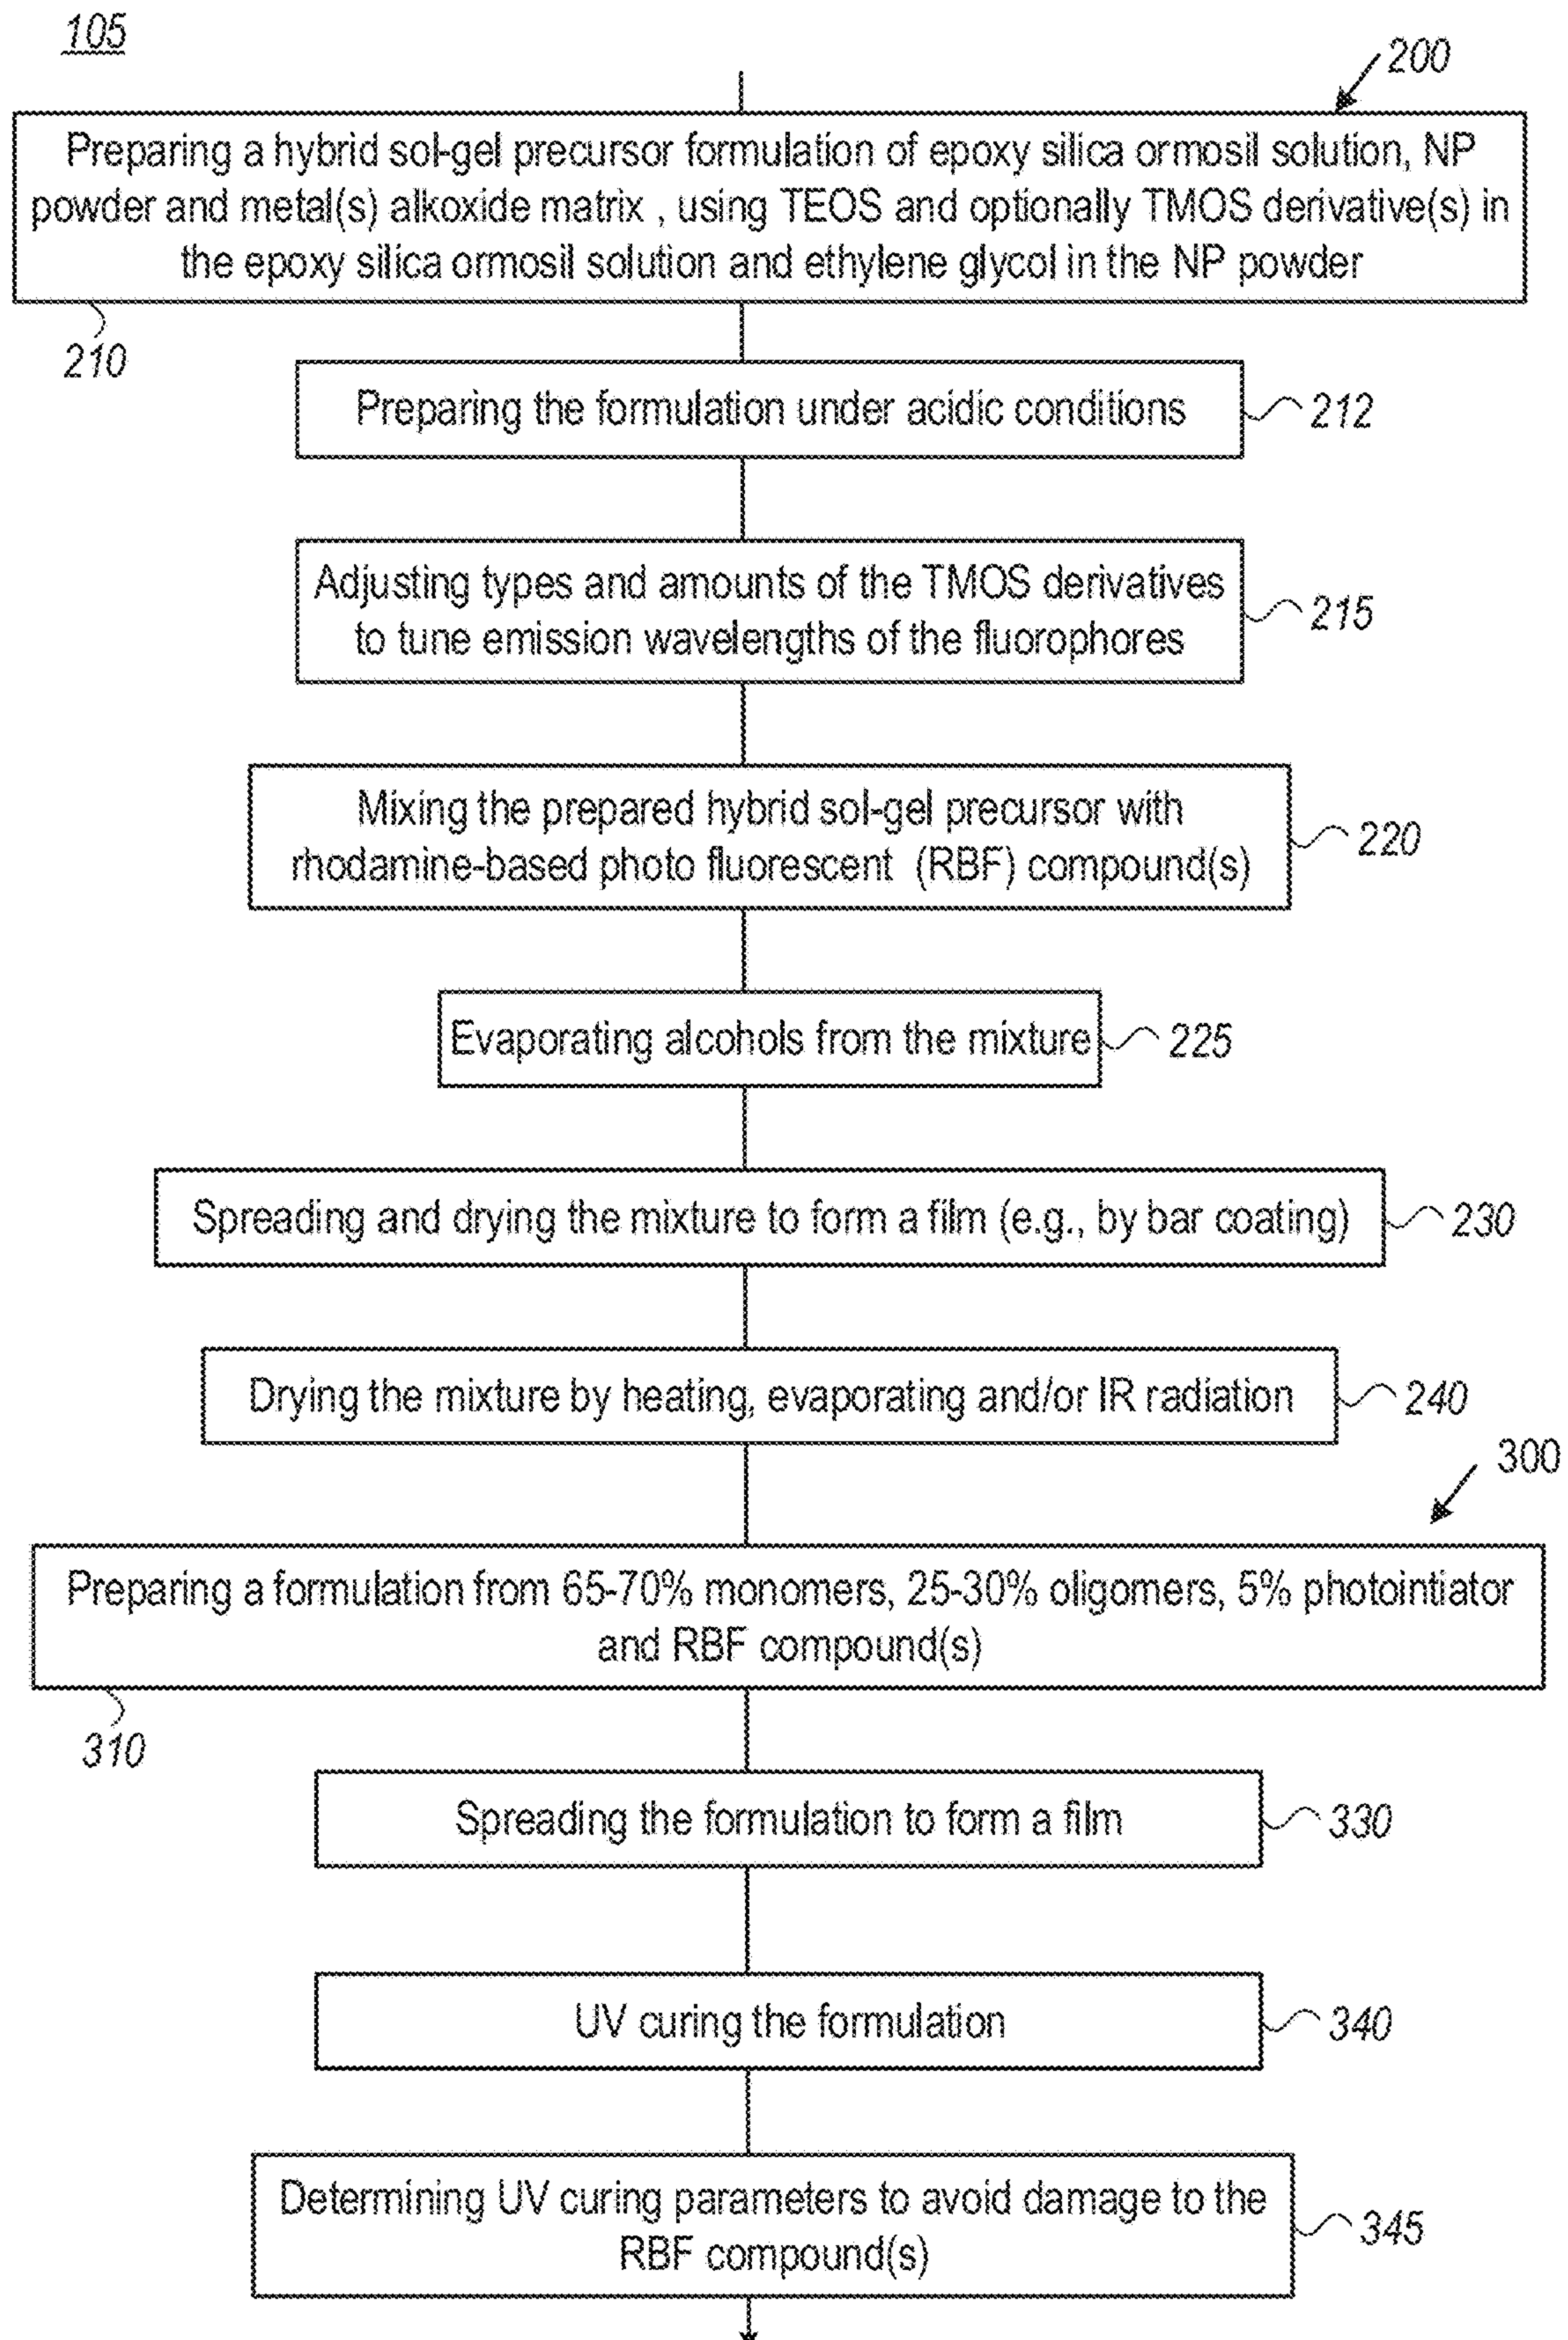 105
200
Preparing a hybrid sol-gel precursor formulation of epoxy silica ormosil solution, NP
powder and metal(s) alkoxide matrix , using TEOS and optionally TMOS derivative(s) in
the epoxy silica ormosil solution and ethylene glycol in the NP powder
210
Preparing the formulation under acidic conditions
212
Adjusting types and amounts of the TMOS derivatives
to tune emission wavelengths of the fluorophores
215
Mixing the prepared hybrid sol-gel precursor with
rhodamine-based photo fluorescent (RBF) compound(s)
220
Evaporating alcohols from the mixture
225
Spreading and drying the mixture to form a film (e.g., by bar coating)
230
Drying the mixture by heating, evaporating and/or IR radiation
240
300
Preparing a formulation from 65-70% monomers, 25-30% oligomers, 5% photointiator
and RBF compound(s)
310
Spreading the formulation to form a film
330
UV curing the formulation
340
Determining UV curing parameters to avoid damage to the
RBF compound(s)
345